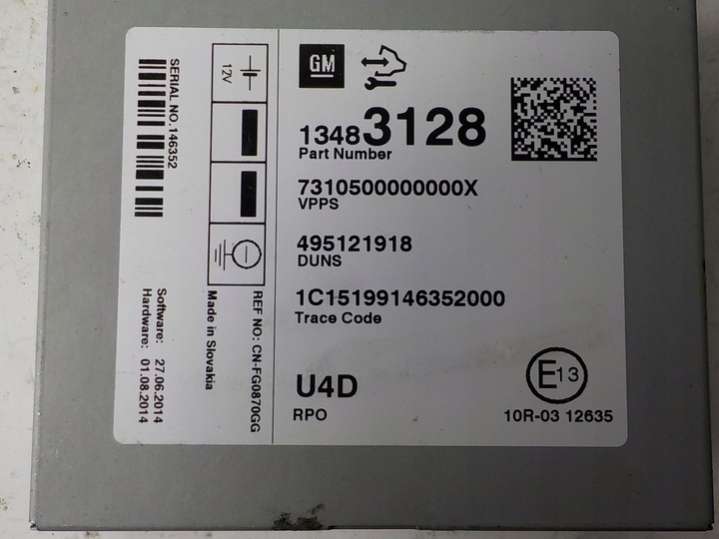 GM
13483128
Part Number
7310500000000X
VPPS
495121918
DUNS
1C15199146352000
Trace Code
U4D
RPO
E13
10R-03 12635
12V
SERIAL NO.146352
REF NO: CN-FG0870GG
Made in Slovakia
Software: 27.06.2014
Hardware: 01.08.2014